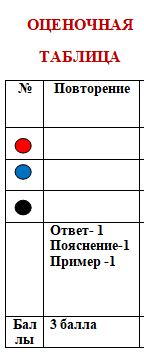 ОЦЕНОЧНАЯ
ТАБЛИЦА
№ Повторение
Ответ- 1
Пояснение-1
Пример -1
Бал 3 балла
лы